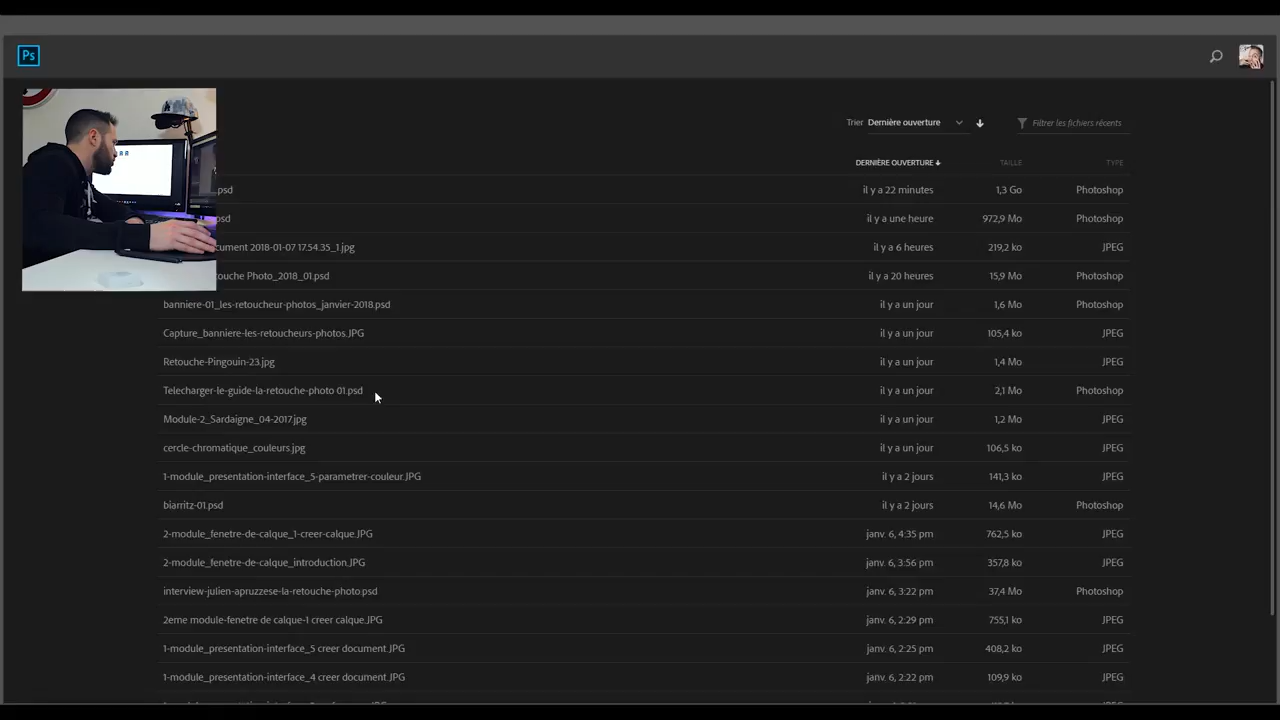 Ps
Trier Dernière ouverture Filtrer les fichiers récents
DERNIÈRE OUVERTURE TAILLE TYPE
.psd il y a 22 minutes 1,3 Go Photoshop
.psd il y a une heure 972,9 Mo Photoshop
cument 2018-01-07 17.54.35_1.jpg il y a 6 heures 219,2 ko JPEG
ouche Photo_2018_01.psd il y a 20 heures 15,9 Mo Photoshop
banniere-01_les-retoucheur-photos_janvier-2018.psd il y a un jour 1,6 Mo Photoshop
Capture_banniere-les-retoucheurs-photos.JPG il y a un jour 105,4 ko JPEG
Retouche-Pingouin-23.jpg il y a un jour 1,4 Mo JPEG
Telecharger-le-guide-la-retouche-photo 01.psd il y a un jour 2,1 Mo Photoshop
Module-2_Sardaigne_04-2017.jpg il y a un jour 1,2 Mo JPEG
cercle-chromatique_couleurs.jpg il y a un jour 106,5 ko JPEG
1-module_presentation-interface_5-parametrer-couleur.JPG il y a 2 jours 141,3 ko JPEG
biarritz-01.psd il y a 2 jours 14,6 Mo Photoshop
2-module_fenetre-de-calque_1-creer-calque.JPG janv. 6, 4:35 pm 762,5 ko JPEG
2-module_fenetre-de-calque_introduction.JPG janv. 6, 3:56 pm 357,8 ko JPEG
interview-julien-apruzzese-la-retouche-photo.psd janv. 6, 3:22 pm 37,4 Mo Photoshop
2eme module-fenetre de calque-1 creer calque.JPG janv. 6, 2:29 pm 755,1 ko JPEG
1-module_presentation-interface_5 creer document.JPG janv. 6, 2:25 pm 408,2 ko JPEG
1-module_presentation-interface_4 creer document.JPG janv. 6, 2:22 pm 109,9 ko JPEG